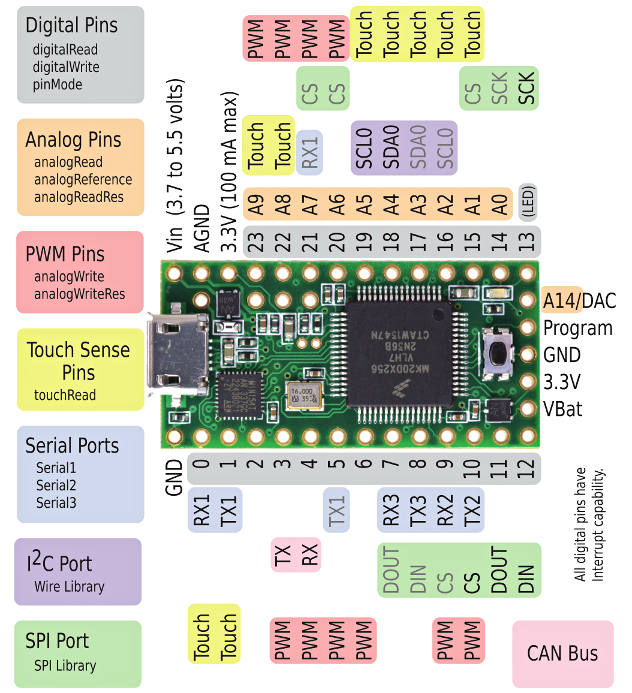 Digital Pins
digitalRead
digitalWrite
pinMode
Analog Pins
analogRead
analogReference
analogReadRes
PWM Pins
analogWrite
analogWriteRes
Touch Sense
Pins
touchRead
Serial Ports
Serial1
Serial2
Serial3
I2C Port
Wire Library
SPI Port
SPI Library
PWM PWM PWM PWM Touch Touch Touch Touch Touch
CS CS CS SCK SCK
Touch Touch RX1 SCL0 SDA0 SDA0 SCL0
Vin (3.7 to 5.5 volts)
AGND
3.3V (100 mA max)
A9 A8 A7 A6 A5 A4 A3 A2 A1 A0 (LED)
23 22 21 20 19 18 17 16 15 14 13
A14/DAC
Program
GND
3.3V
VBat
MK20DX256
VLH7
2N36B
CTAW1547N
16.000
GND 0 1 2 3 4 5 6 7 8 9 10 11 12
RX1 TX1 TX1 RX3 TX3 RX2 TX2
TX RX DOUT DIN CS CS DOUT DIN
Touch Touch PWM PWM PWM PWM PWM PWM
All digital pins have
Interrupt capability.
CAN Bus